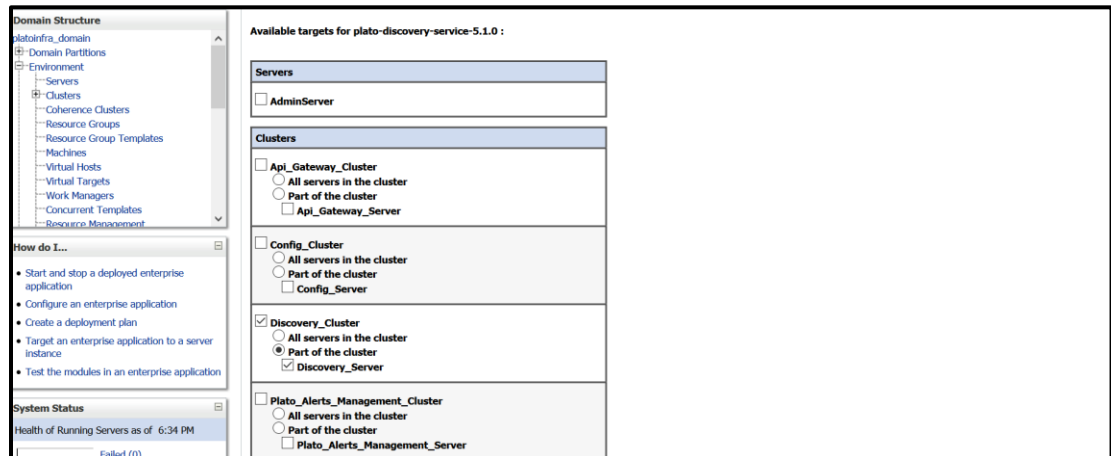 Domain Structure
platoinfra_domain
Domain Partitions
Environment
Servers
Clusters
Coherence Clusters
Resource Groups
Resource Group Templates
Machines
Virtual Hosts
Virtual Targets
Work Managers
Concurrent Templates
Resource Management
How do I...
Start and stop a deployed enterprise
application
Configure an enterprise application
Create a deployment plan
Target an enterprise application to a server
instance
Test the modules in an enterprise application
System Status
Health of Running Servers as of 6:34 PM
Failed (0)
Available targets for plato-discovery-service-5.1.0 :
Servers
AdminServer
Clusters
Api_Gateway_Cluster
All servers in the cluster
Part of the cluster
Api_Gateway_Server
Config_Cluster
All servers in the cluster
Part of the cluster
Config_Server
Discovery_Cluster
All servers in the cluster
Part of the cluster
Discovery_Server
Plato_Alerts_Management_Cluster
All servers in the cluster
Part of the cluster
Plato_Alerts_Management_Server